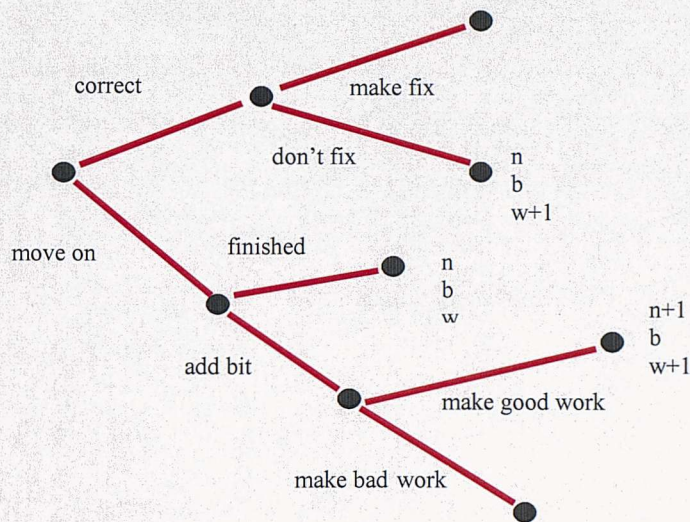 correct
make fix
don't fix
n
b
w+1
move on
finished
n
b
w
add bit
n+1
b
w+1
make good work
make bad work